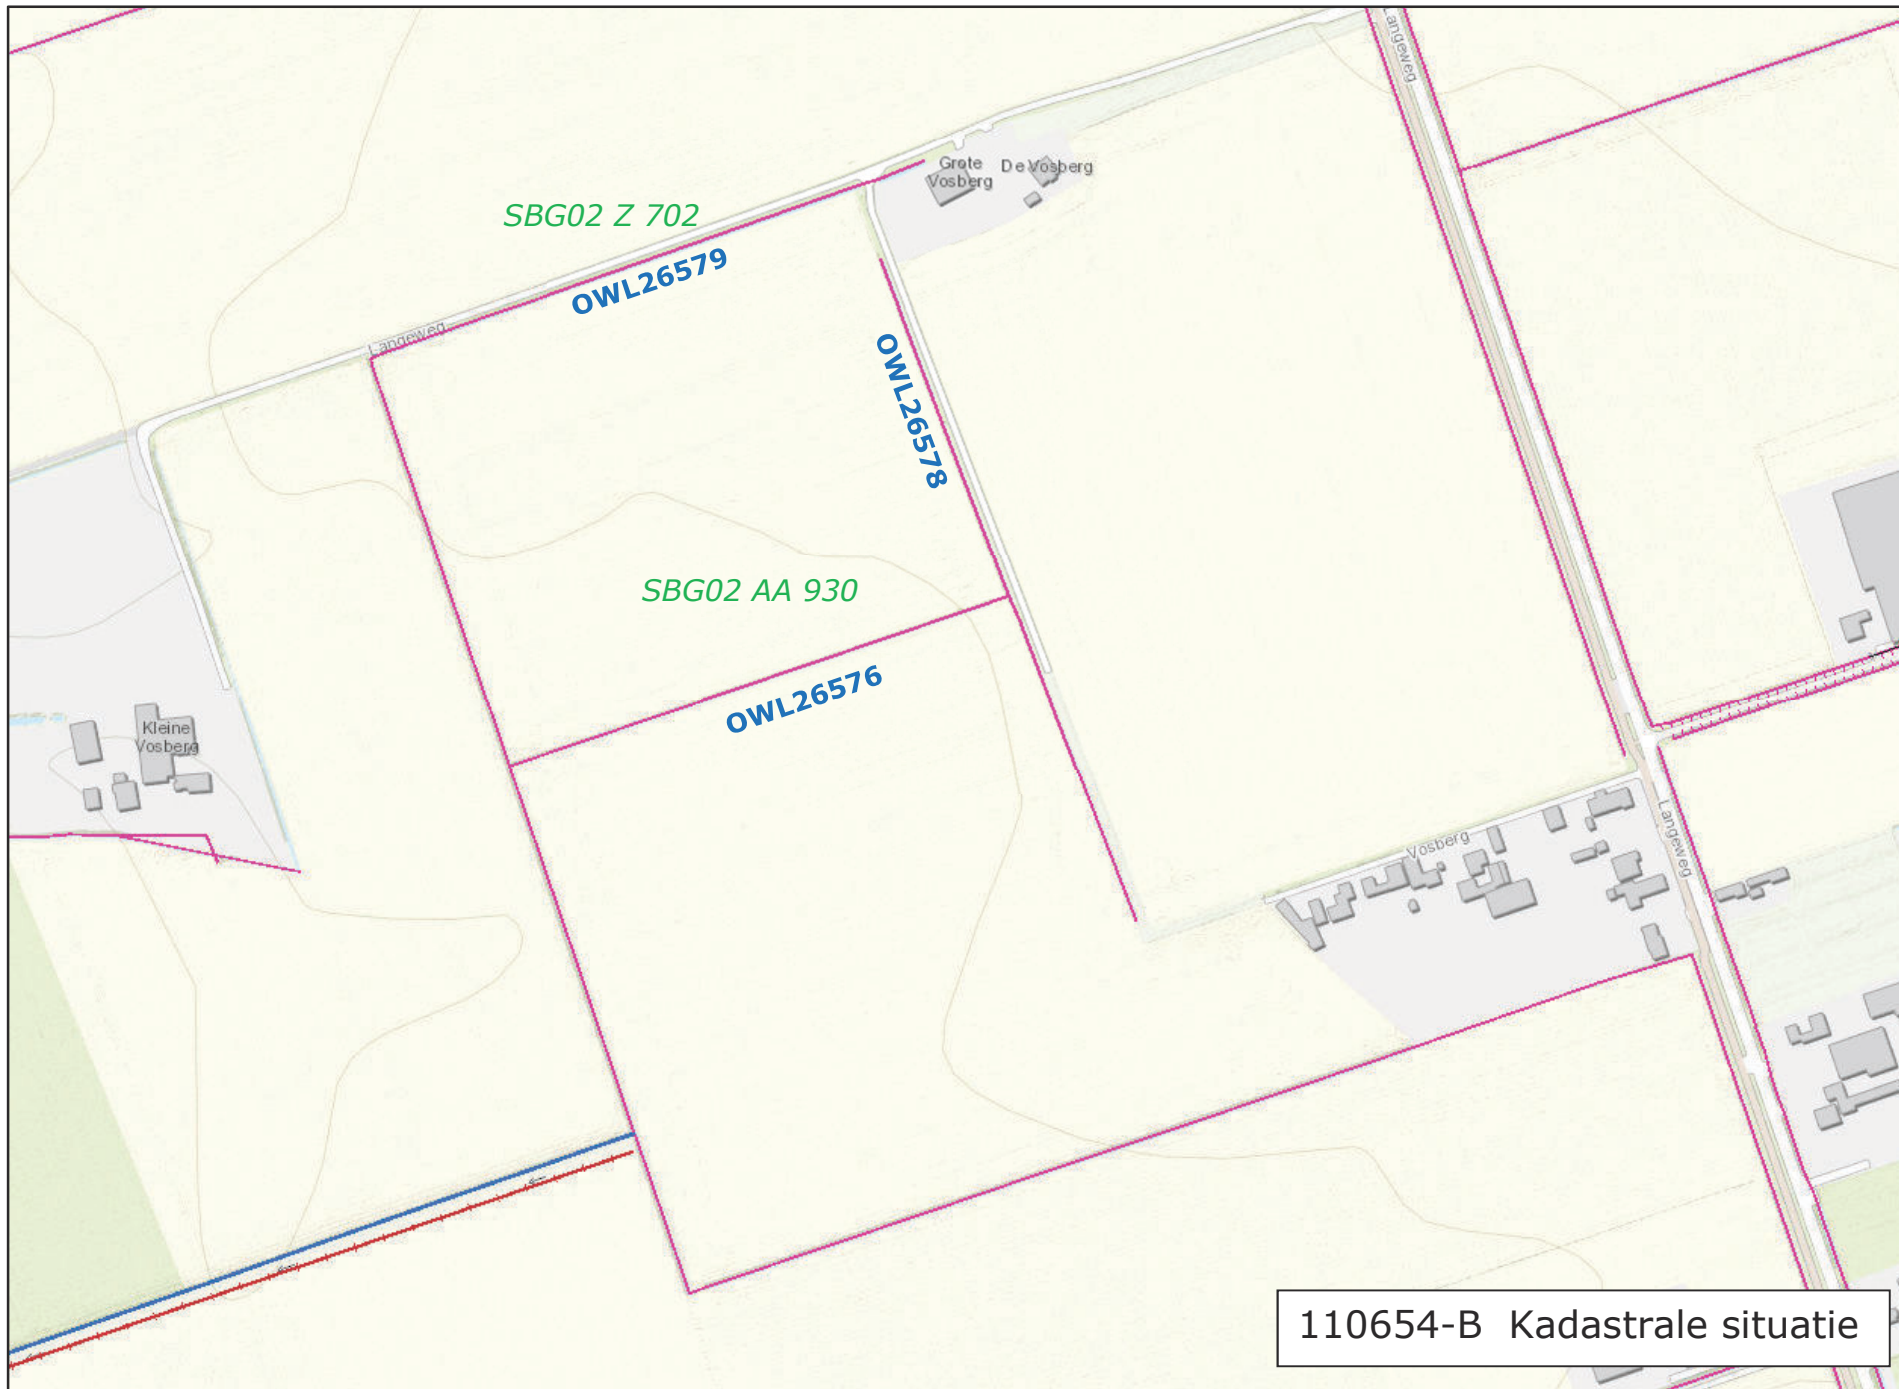 Langeweg
Grote
Vosberg
De Vosberg
SBG02 Z 702
OWL26579
Langeweg
OWL26578
SBG02 AA 930
OWL26576
Kleine
Vosberg
Vosberg
Langeweg
110654-B Kadastrale situatie